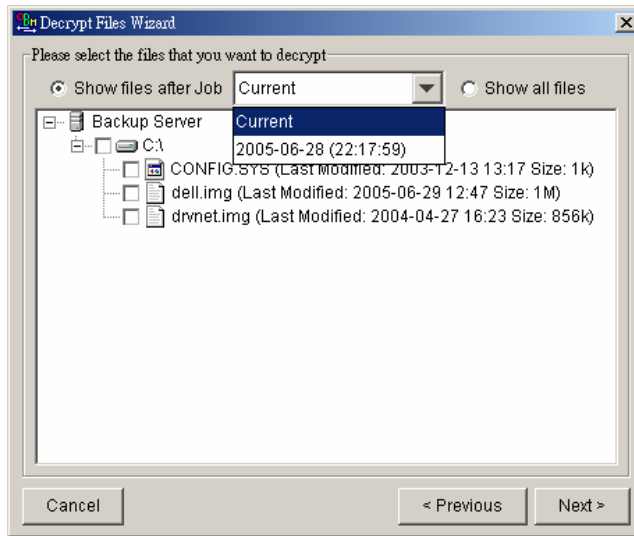 Decrypt Files Wizard
Please select the files that you want to decrypt
Show files after Job Current Show all files
Current
2005-06-28 (22:17:59)
Backup Server
C:\
CONFIG.SYS (Last Modified: 2003-12-13 13:17 Size: 1k)
dell.img (Last Modified: 2005-06-29 12:47 Size: 1M)
drvnet.img (Last Modified: 2004-04-27 16:23 Size: 856k)
Cancel < Previous Next >